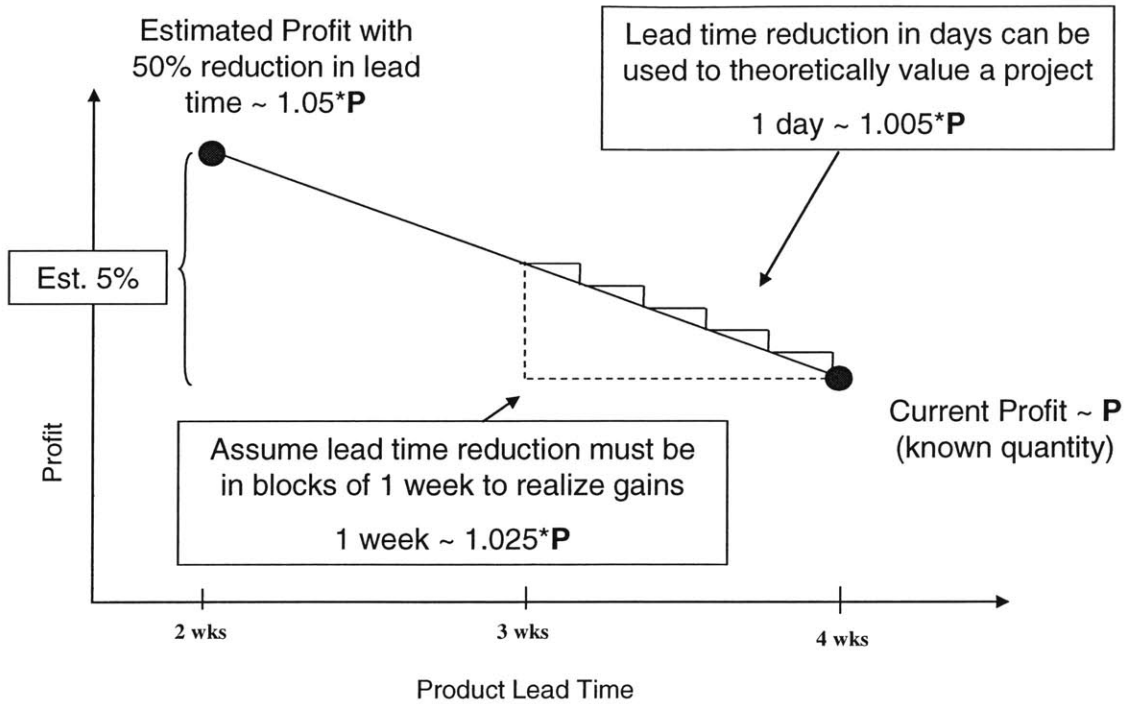 Estimated Profit with
50% reduction in lead
time ~ 1.05*P
Lead time reduction in days can be
used to theoretically value a project
1 day ~ 1.005*P
Est. 5%
Profit
Current Profit ~ P
(known quantity)
Assume lead time reduction must be
in blocks of 1 week to realize gains
1 week ~ 1.025*P
2 wks
3 wks
4 wks
Product Lead Time